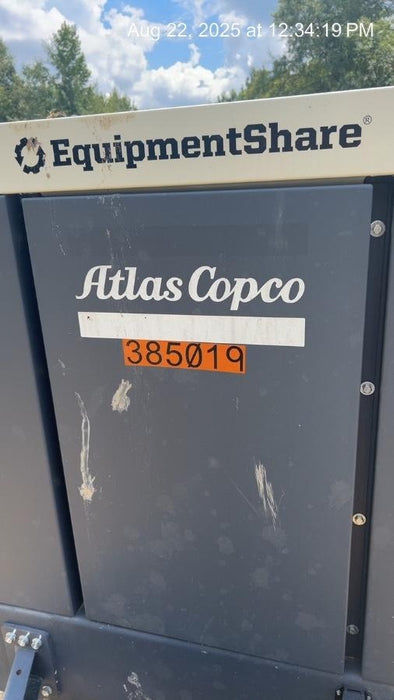 Aug 22, 2025 at 12:34:19 PM
EquipmentShare®
Atlas Copco
385019